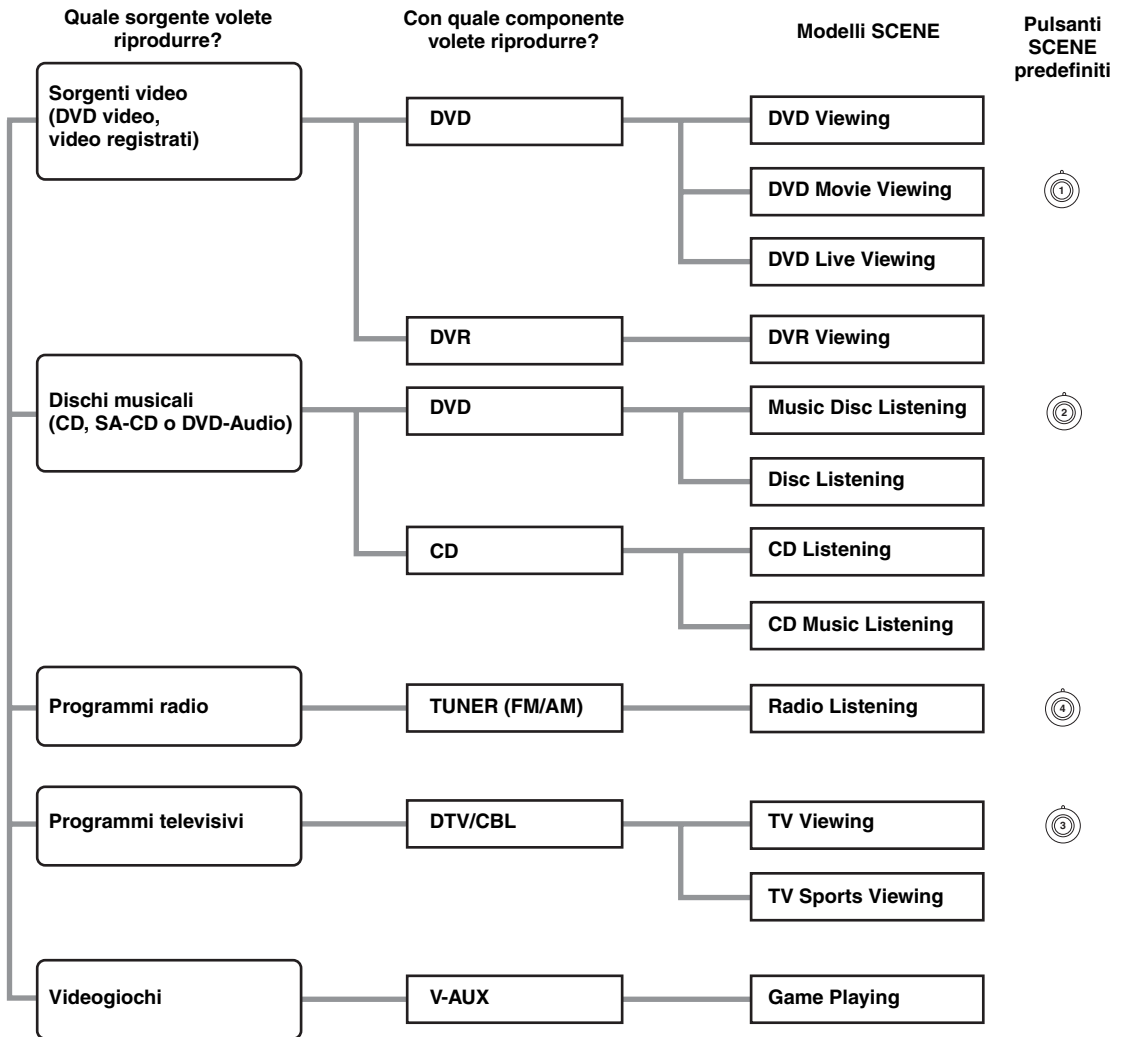 Quale sorgente volete
riprodurre?
Con quale componente
volete riprodurre?
Modelli SCENE
Pulsanti
SCENE
predefiniti
Sorgenti video
(DVD video,
video registrati)
DVD
DVD Viewing
DVD Movie Viewing
1
DVD Live Viewing
DVR
DVR Viewing
Dischi musicali
(CD, SA-CD o DVD-Audio)
DVD
Music Disc Listening
2
Disc Listening
CD
CD Listening
CD Music Listening
Programmi radio
TUNER (FM/AM)
Radio Listening
4
Programmi televisivi
DTV/CBL
TV Viewing
3
TV Sports Viewing
Videogiochi
V-AUX
Game Playing